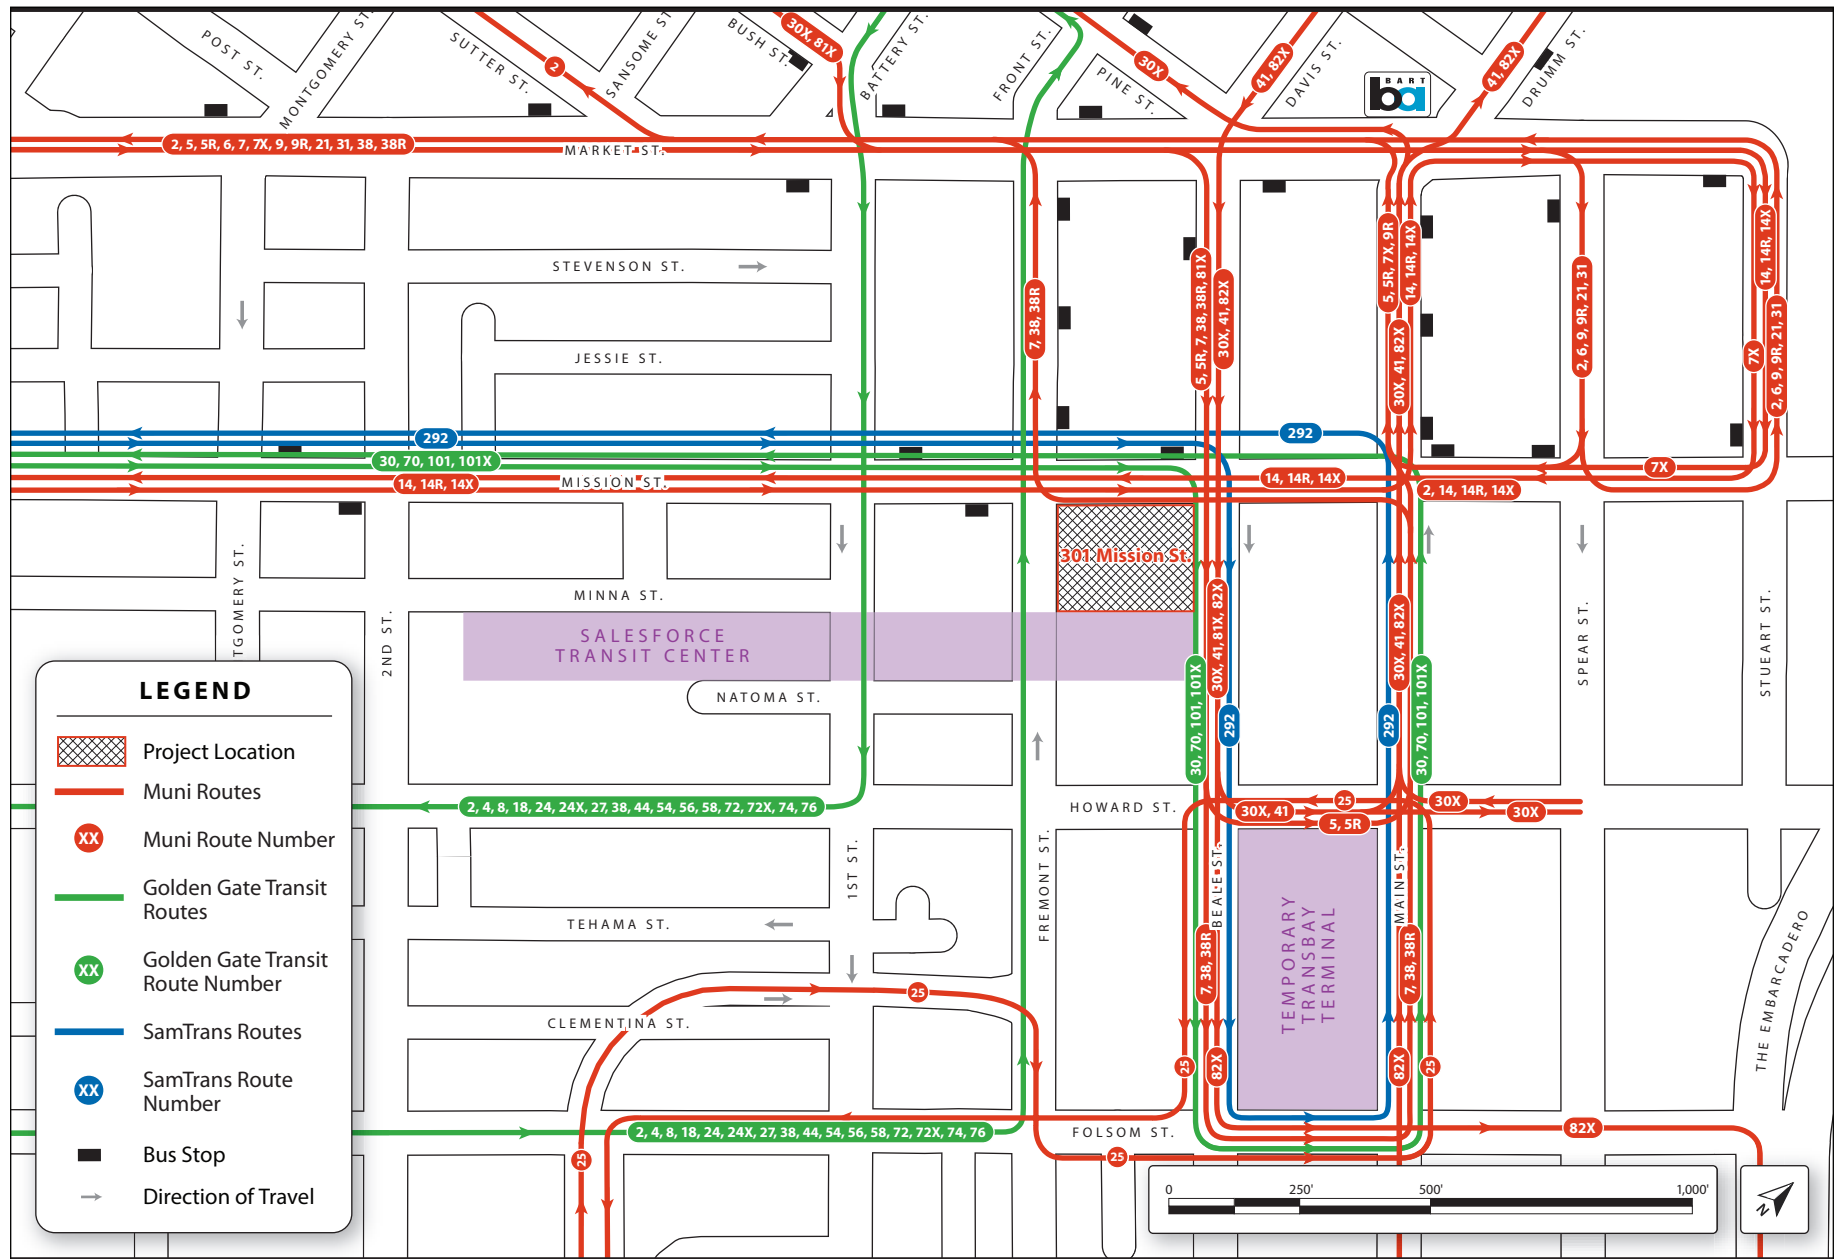 POST ST.
MONTGOMERY ST.
SUTTER ST.
SANSOME ST.
BUSH ST.
30X, 81X
BATTERY ST.
FRONT ST.
PINE ST.
30X
41, 82X
DAVIS ST.
BART
ba
41, 82X
DRUMM ST.
2
2, 5, 5R, 6, 7, 7X, 9, 9R, 21, 31, 38, 38R
MARKET ST.
STEVENSON ST.
JESSIE ST.
7, 38, 38R
5, 5R, 7, 38, 38R, 81X
30X, 41, 82X
5, 5R, 7X, 9R
14, 14R, 14X
30X, 41, 82X
2, 6, 9, 9R, 21, 31
14, 14R, 14X
7X
2, 6, 9, 9R, 21, 31
292
292
30, 70, 101, 101X
14, 14R, 14X
MISSION ST.
14, 14R, 14X
2, 14, 14R, 14X
7X
301 Mission St.
MINNA ST.
SALESFORCE
TRANSIT CENTER
NATOMA ST.
TGOMERY ST.
2ND ST.
30X, 41, 81X, 82X
30, 70, 101, 101X
292
292
30X, 41, 82X
30, 70, 101, 101X
SPEAR ST.
STUEART ST.
2, 4, 8, 18, 24, 24X, 27, 38, 44, 54, 56, 58, 72, 72X, 74, 76
HOWARD ST.
25
30X, 41
5, 5R
30X
30X
1ST ST.
FREMONT ST.
BEALE ST.
MAIN ST.
TEHAMA ST.
7, 38, 38R
TEMPORARY
TRANSBAY
TERMINAL
7, 38, 38R
THE EMBARCADERO
25
CLEMENTINA ST.
25
82X
82X
25
2, 4, 8, 18, 24, 24X, 27, 38, 44, 54, 56, 58, 72, 72X, 74, 76
FOLSOM ST.
82X
25
25
LEGEND
Project Location
Muni Routes
XX
Muni Route Number
Golden Gate Transit
Routes
XX
Golden Gate Transit
Route Number
SamTrans Routes
XX
SamTrans Route
Number
Bus Stop
Direction of Travel
0
250'
500'
1,000'
N